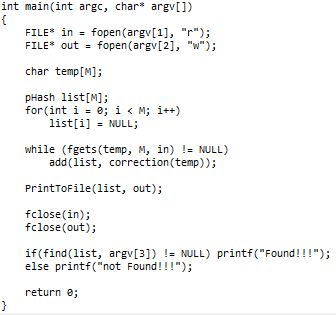 int main(int argc, char* argv[])
{
FILE* in = fopen(argv[1], "r");
FILE* out = fopen(argv[2], "w");
char temp[M];
pHash list[M];
for(int i = 0; i < M; i++)
list[i] = NULL;
while (fgets(temp, M, in) != NULL)
add(list, correction(temp));
PrintToFile(list, out);
fclose(in);
fclose(out);
if(find(list, argv[3]) != NULL) printf("Found!!!");
else printf("not Found!!!");
return 0;
}